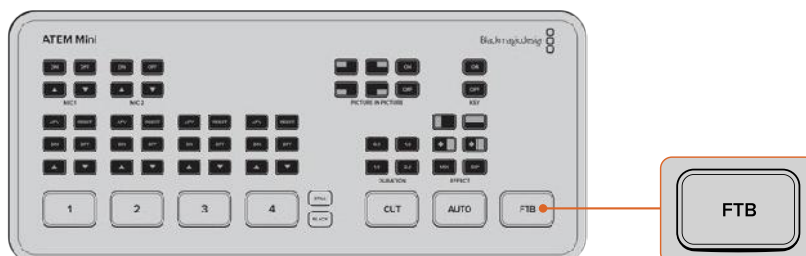 ATEM Mini
Blackmagicdesign
ON OFF ON OFF ON ON
MIC 1 MIC 2 OFF OFF
PICTURE IN PICTURE KEY
AFV RESET AFV RESET AFV RESET AFV RESET
ON OFF ON OFF ON OFF ON OFF
DURATION EFFECT
1 2 3 4 STILL CUT AUTO FTB
BLACK
FTB